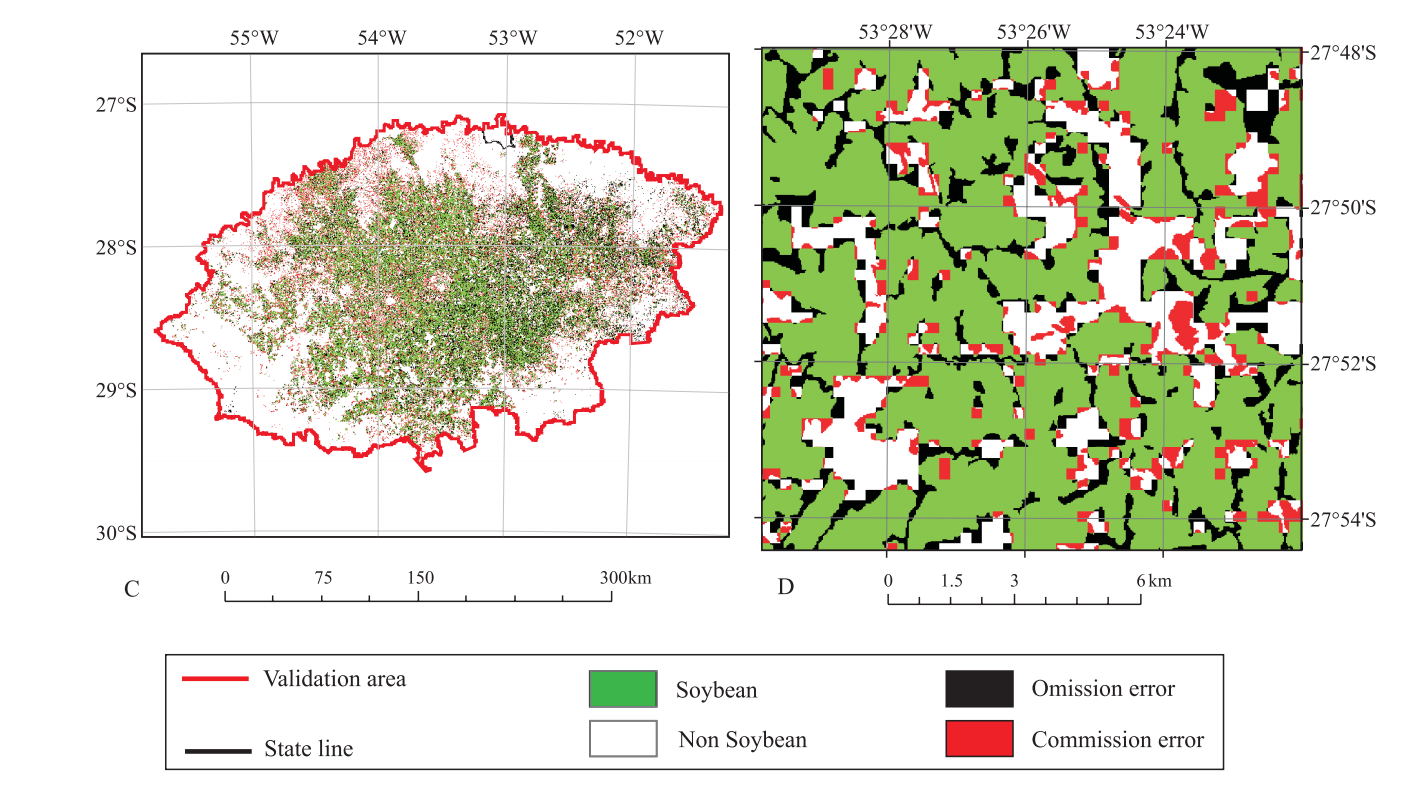 55°W 54°W 53°W 52°W
53°28'W 53°26'W 53°24'W
27°S
28°S
29°S
30°S
27°48'S
27°50'S
27°52'S
27°54'S
C
0 75 150 300km
D
0 1.5 3 6 km
Validation area
State line
Soybean
Non Soybean
Omission error
Commission error